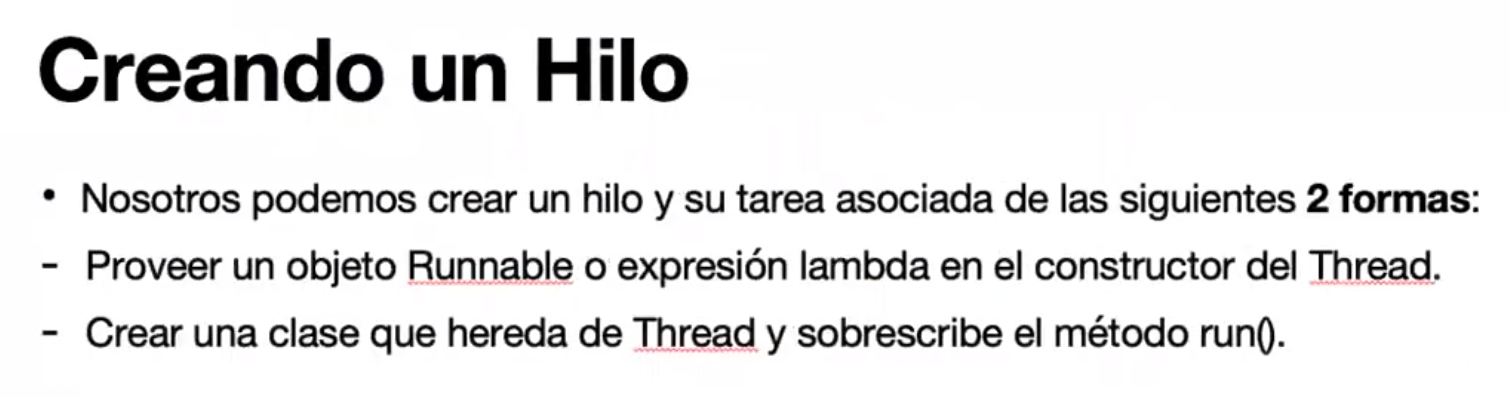 Creando un Hilo
• Nosotros podemos crear un hilo y su tarea asociada de las siguientes 2 formas:
- Proveer un objeto Runnable o expresión lambda en el constructor del Thread.
- Crear una clase que hereda de Thread y sobrescribe el método run().